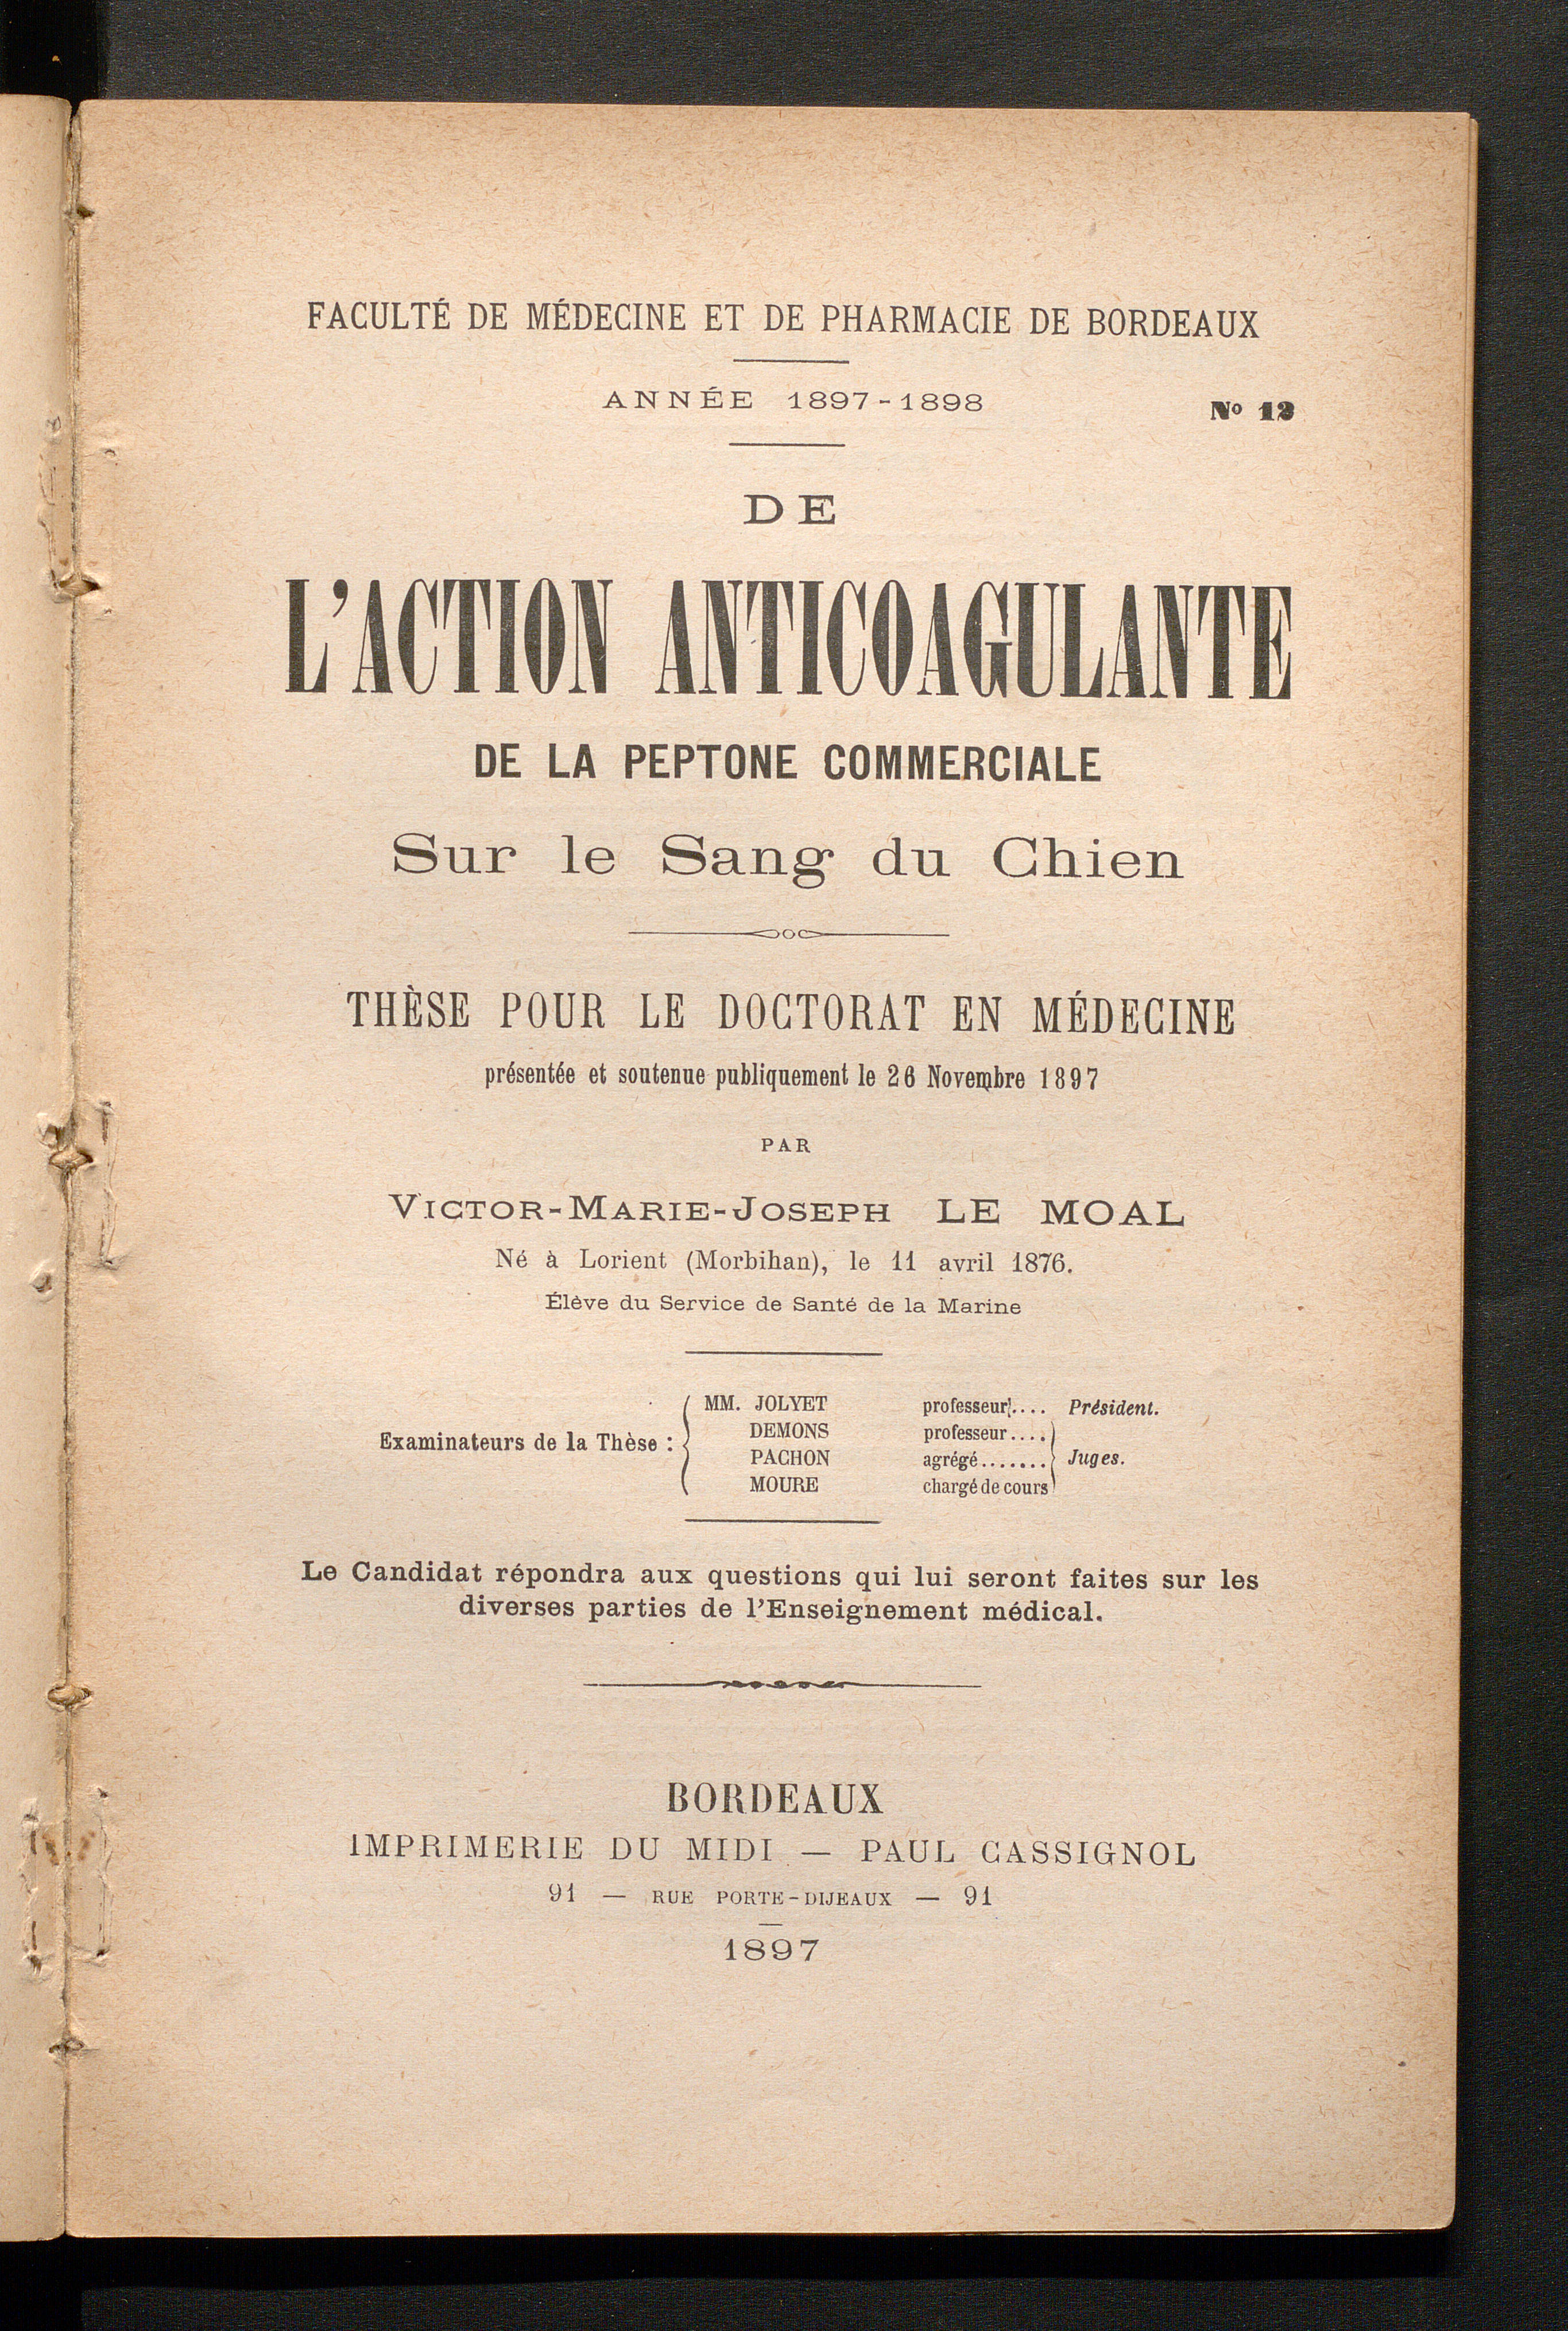 FACULTÉ DE MÉDECINE ET DE PHARMACIE DE BORDEAUX
ANNÉE 1897-1898 Nº 12
DE
L'ACTION ANTICOAGULANTE
DE LA PEPTONE COMMERCIALE
Sur le Sang du Chien
THÈSE POUR LE DOCTORAT EN MÉDECINE
présentée et soutenue publiquement le 26 Novembre 1897
PAR
VICTOR-MARIE-JOSEPH LE MOAL
Né à Lorient (Morbihan), le 11 avril 1876.
Élève du Service de Santé de la Marine
MM. JOLYET professeur.... Président.
Examinateurs de la Thèse :
DEMONS professeur....
PACHON agrégé....... Juges.
MOURE chargé de cours
Le Candidat répondra aux questions qui lui seront faites sur les
diverses parties de l'Enseignement médical.
BORDEAUX
IMPRIMERIE DU MIDI — PAUL CASSIGNOL
91 — RUE PORTE-DIJEAUX — 91
1897